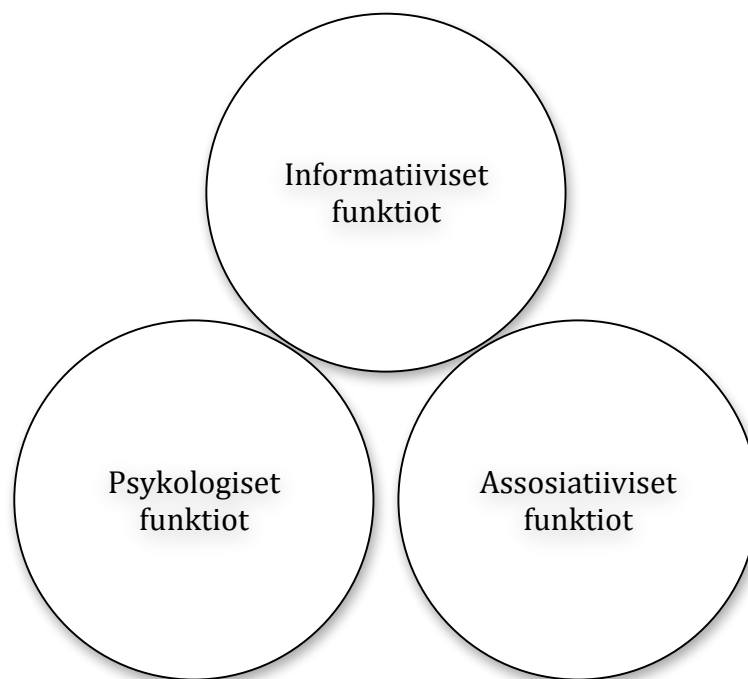 Informatiiviset
funktiot
Psykologiset
funktiot
Assosiatiiviset
funktiot